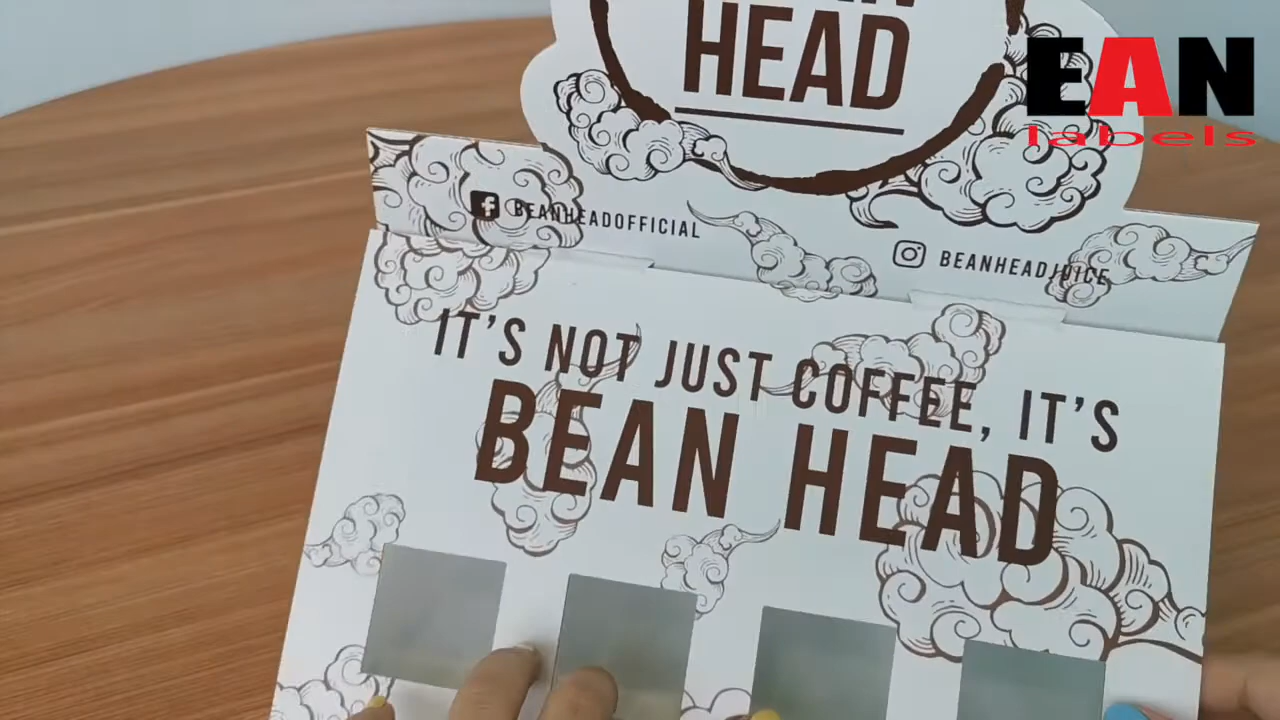 HEAD
EAN
labels
BEANHEADOFFICIAL
BEANHEADJUICE
IT'S NOT JUST COFFEE, IT'S
BEAN HEAD